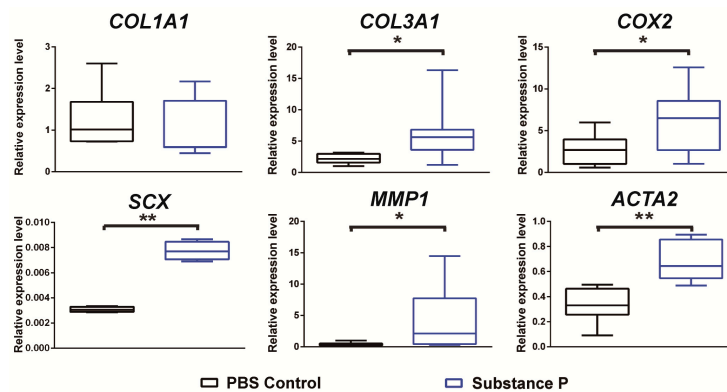 COL1A1
COL3A1
COX2
Relative expression level
3
2
1
0
Relative expression level
20
15
10
5
0
*
Relative expression level
15
10
5
0
*
SCX
MMP1
ACTA2
Relative expression level
0.010
0.008
0.006
0.004
0.002
0.000
**
Relative expression level
20
15
10
5
0
*
Relative expression level
1.0
0.8
0.6
0.4
0.2
0.0
**
PBS Control
Substance P